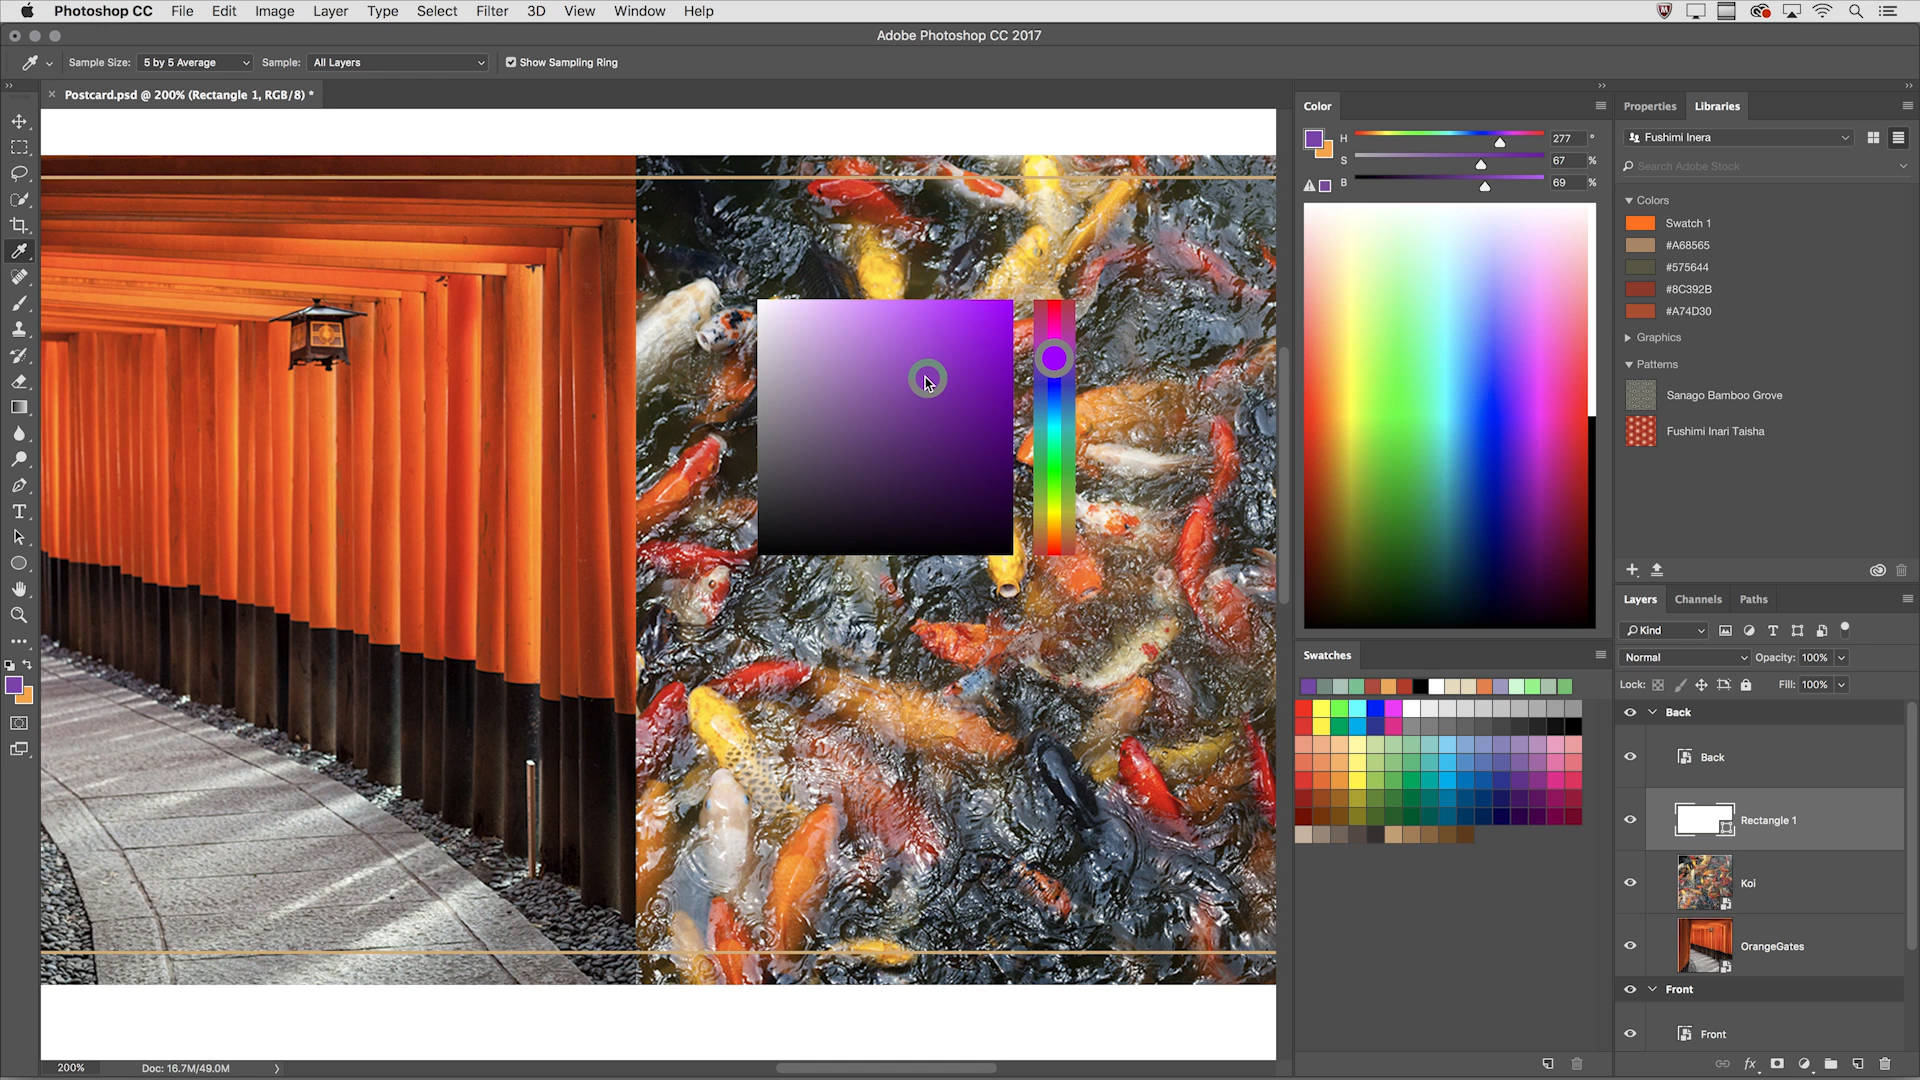 Photoshop CC File Edit Image Layer Type Select Filter 3D View Window Help
Adobe Photoshop CC 2017
Sample Size: 5 by 5 Average Sample: All Layers Show Sampling Ring
Postcard.psd @ 200% (Rectangle 1, RGB/8) *
Color
H 277 °
S 67 %
B 69 %
Properties Libraries
Fushimi Inera
Search Adobe Stock
Colors
Swatch 1
#A68565
#575644
#8C392B
#A74D30
Graphics
Patterns
Sanago Bamboo Grove
Fushimi Inari Taisha
Swatches
Layers Channels Paths
Kind
Normal Opacity: 100%
Lock: Fill: 100%
Back
Back
Rectangle 1
Koi
OrangeGates
Front
Front
fx
200% Doc: 16.7M/49.0M